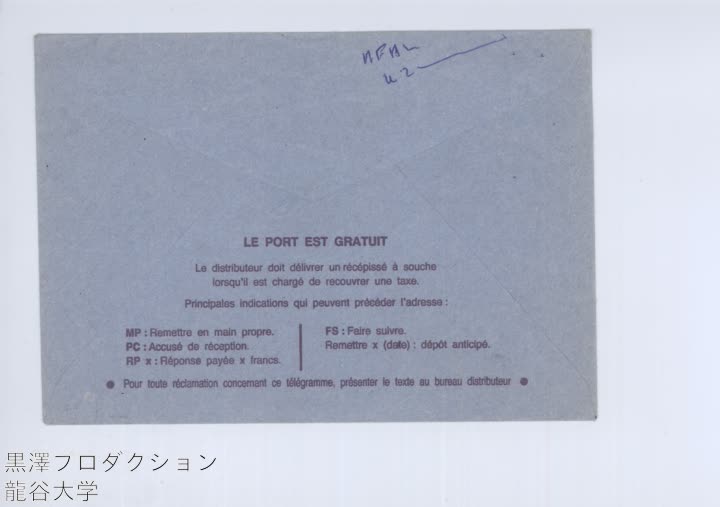 LE PORT EST GRATUIT
Le distributeur doit délivrer un récépissé à souche
lorsqu'il est chargé de recouvrer une taxe.
Principales indications qui peuvent précéder l'adresse :
MP : Remettre en main propre.
PC : Accusé de réception.
RP x : Réponse payée x francs.
FS : Faire suivre.
Remettre x (date) : dépôt anticipé.
● Pour toute réclamation concernant ce télégramme, présenter le texte au bureau distributeur ●
黒澤プロダクション
龍谷大学